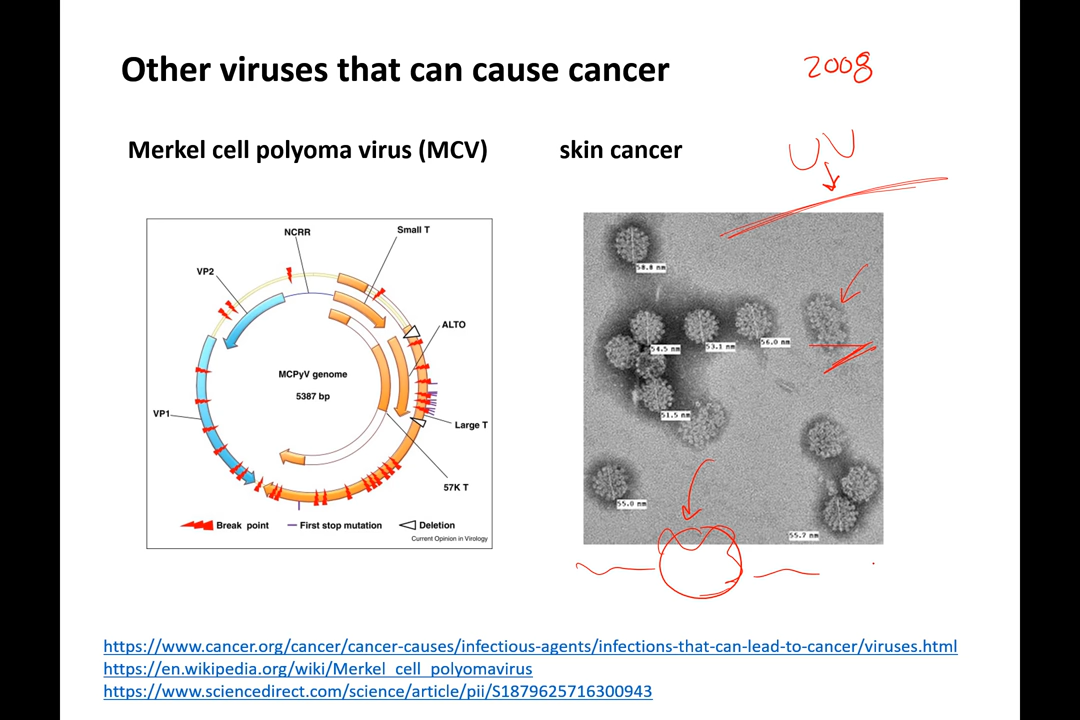 Other viruses that can cause cancer
2008
Merkel cell polyoma virus (MCV)
skin cancer
UV
NCRR
Small T
VP2
ALTO
MCPyV genome
5387 bp
VP1
Large T
57K T
Break point
First stop mutation
Deletion
Current Opinion in Virology
58.8 nm
54.5 nm
53.1 nm
56.0 nm
51.5 nm
55.0 nm
55.7 nm
https://www.cancer.org/cancer/cancer-causes/infectious-agents/infections-that-can-lead-to-cancer/viruses.html
https://en.wikipedia.org/wiki/Merkel_cell_polyomavirus
https://www.sciencedirect.com/science/article/pii/S1879625716300943